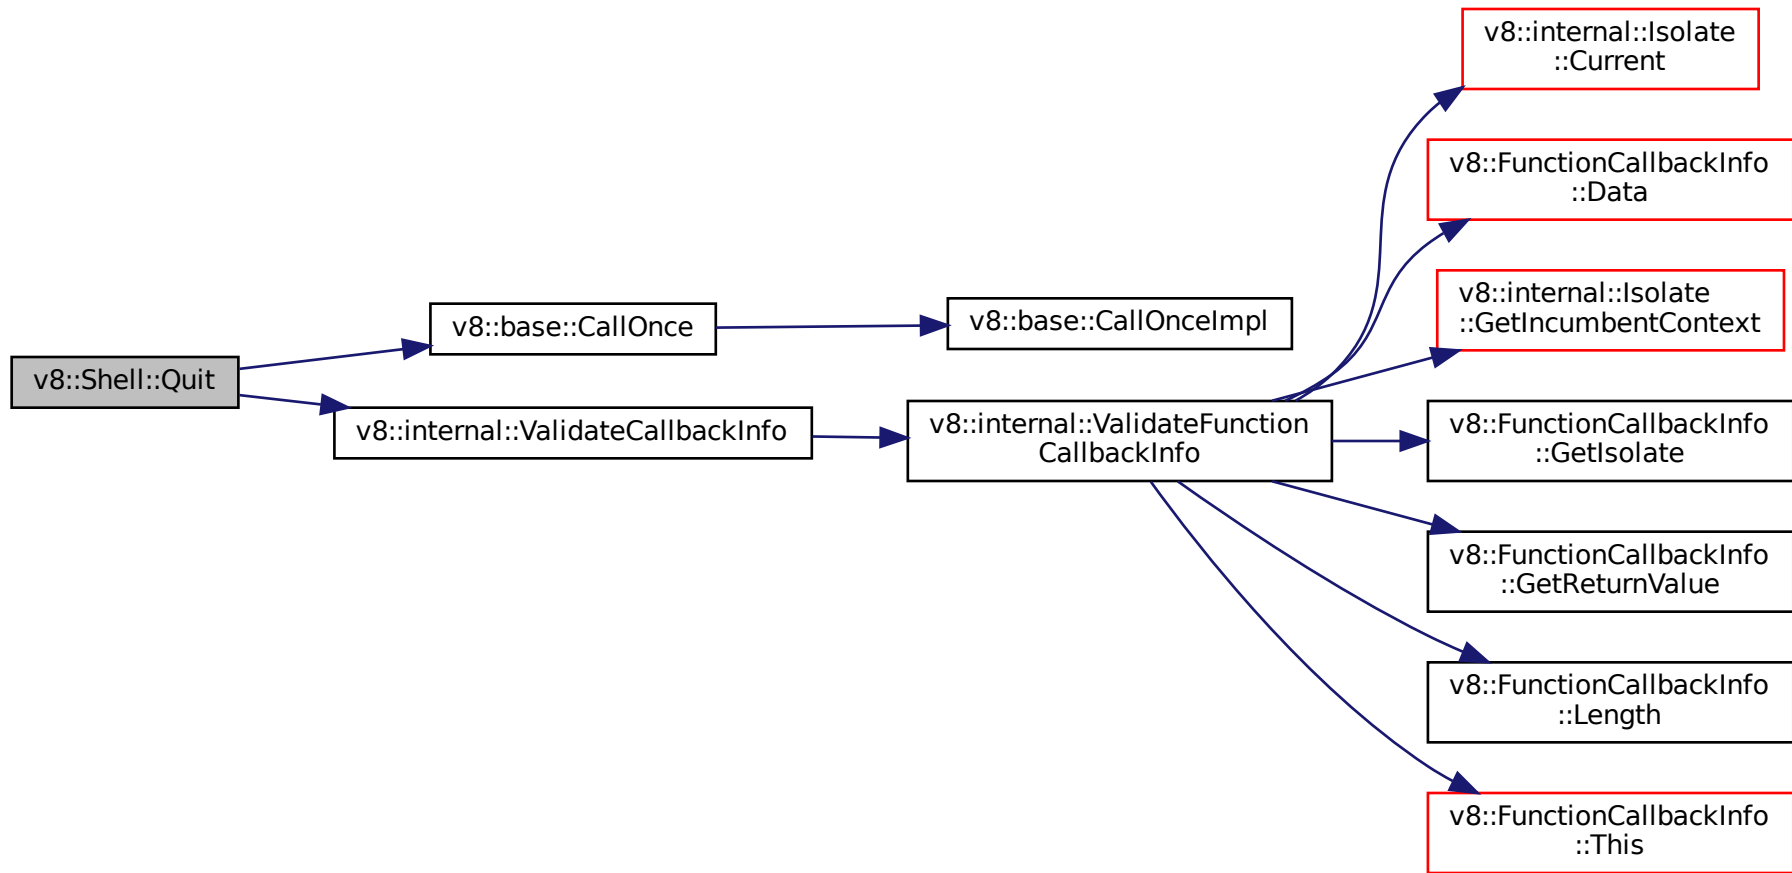 v8::Shell::Quit
v8::base::CallOnce
v8::internal::ValidateCallbackInfo
v8::base::CallOnceImpl
v8::internal::ValidateFunction
CallbackInfo
v8::internal::Isolate
::Current
v8::FunctionCallbackInfo
::Data
v8::internal::Isolate
::GetIncumbentContext
v8::FunctionCallbackInfo
::GetIsolate
v8::FunctionCallbackInfo
::GetReturnValue
v8::FunctionCallbackInfo
::Length
v8::FunctionCallbackInfo
::This